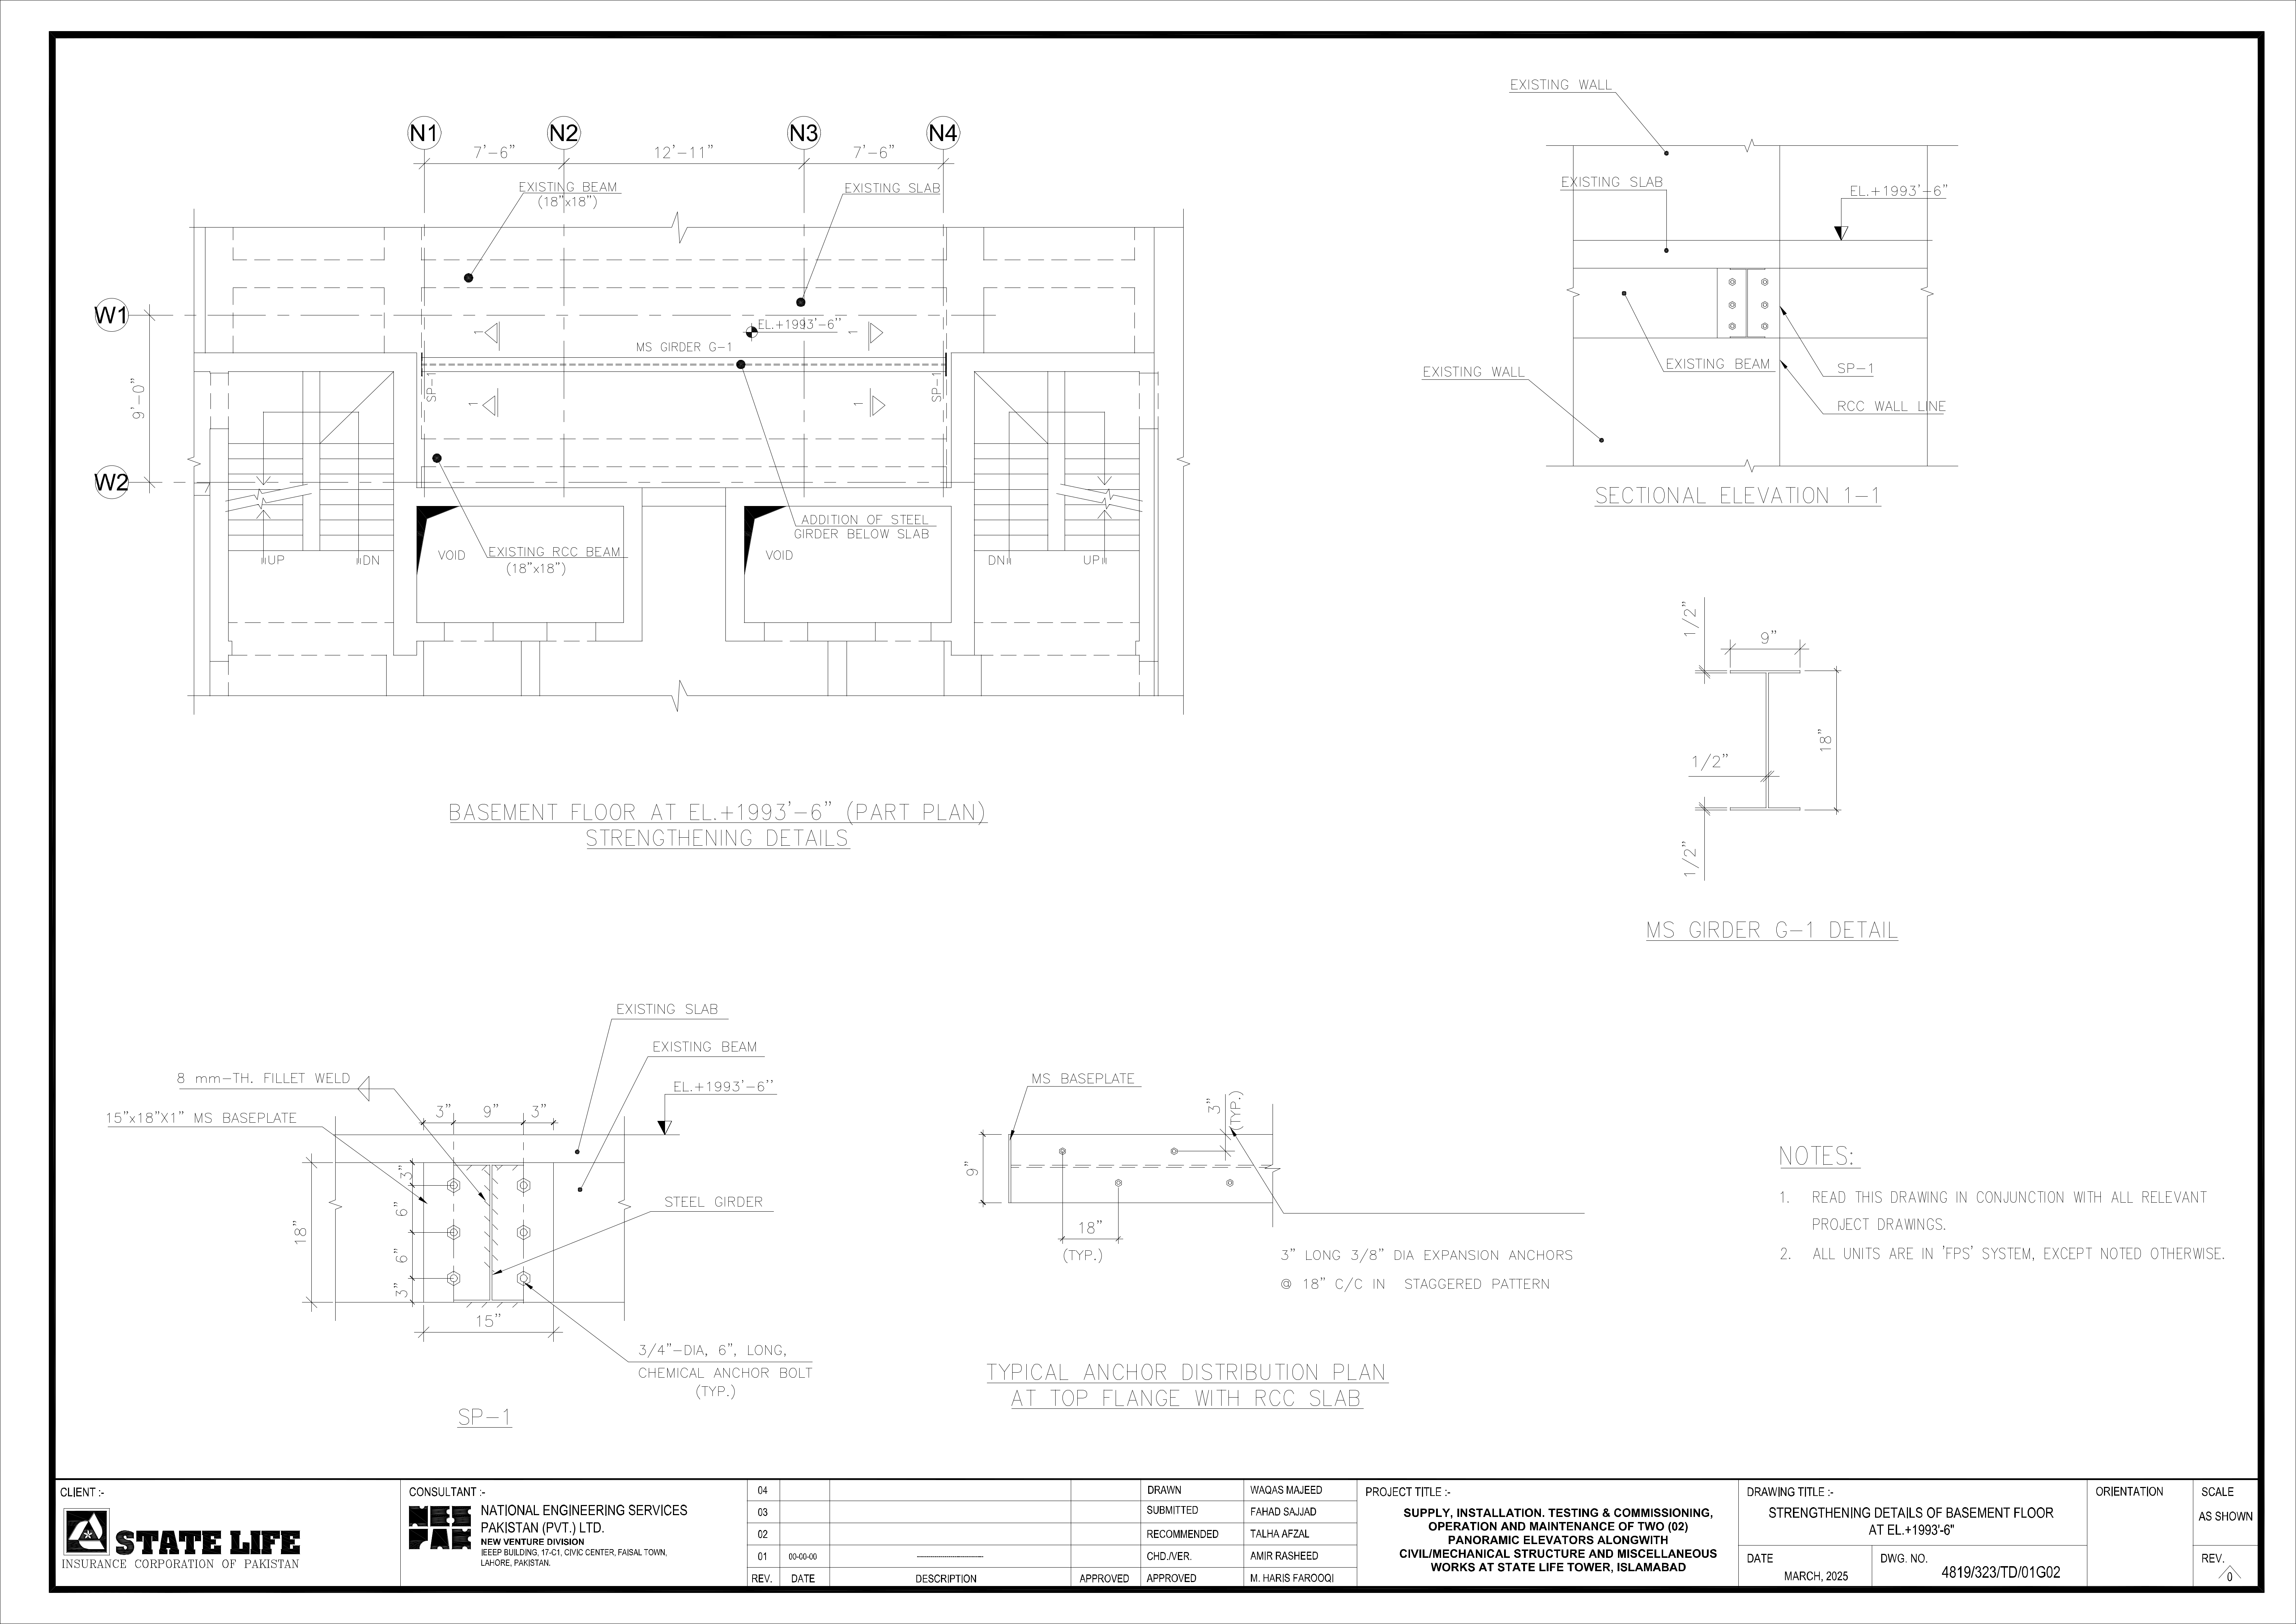 N1
N2
N3
N4
7'-6"
12'-11"
7'-6"
EXISTING BEAM
(18"x18")
EXISTING SLAB
W1
EL.+1993'-6''
1
1
MS GIRDER G-1
9'-0"
SP-1
SP-1
1
1
W2
ADDITION OF STEEL
GIRDER BELOW SLAB
UP
DN
VOID
EXISTING RCC BEAM
(18"x18")
VOID
DN
UP
BASEMENT FLOOR AT EL.+1993'-6" (PART PLAN)
STRENGTHENING DETAILS
EXISTING WALL
EXISTING SLAB
EL.+1993'-6"
EXISTING BEAM
SP-1
EXISTING WALL
RCC WALL LINE
SECTIONAL ELEVATION 1-1
1/2"
9"
18"
1/2"
1/2"
MS GIRDER G-1 DETAIL
EXISTING SLAB
EXISTING BEAM
8 mm-TH. FILLET WELD
EL.+1993'-6''
15"x18"X1" MS BASEPLATE
3"
9"
3"
3"
6"
18"
6"
3"
STEEL GIRDER
15"
3/4"-DIA, 6", LONG,
CHEMICAL ANCHOR BOLT
(TYP.)
SP-1
MS BASEPLATE
3"
(TYP.)
9"
18"
(TYP.)
3" LONG 3/8" DIA EXPANSION ANCHORS
@ 18" C/C IN STAGGERED PATTERN
TYPICAL ANCHOR DISTRIBUTION PLAN
AT TOP FLANGE WITH RCC SLAB
NOTES:
1. READ THIS DRAWING IN CONJUNCTION WITH ALL RELEVANT
PROJECT DRAWINGS.
2. ALL UNITS ARE IN 'FPS' SYSTEM, EXCEPT NOTED OTHERWISE.
CLIENT :-
STATE LIFE
INSURANCE CORPORATION OF PAKISTAN
CONSULTANT :-
NES
PAK
NATIONAL ENGINEERING SERVICES
PAKISTAN (PVT.) LTD.
NEW VENTURE DIVISION
IEEEP BUILDING, 17-C1, CIVIC CENTER, FAISAL TOWN,
LAHORE, PAKISTAN.
04
03
02
01 00-00-00
REV. DATE DESCRIPTION APPROVED
DRAWN WAQAS MAJEED
SUBMITTED FAHAD SAJJAD
RECOMMENDED TALHA AFZAL
CHD./VER. AMIR RASHEED
APPROVED M. HARIS FAROOQI
PROJECT TITLE :-
SUPPLY, INSTALLATION. TESTING & COMMISSIONING,
OPERATION AND MAINTENANCE OF TWO (02)
PANORAMIC ELEVATORS ALONGWITH
CIVIL/MECHANICAL STRUCTURE AND MISCELLANEOUS
WORKS AT STATE LIFE TOWER, ISLAMABAD
DRAWING TITLE :-
STRENGTHENING DETAILS OF BASEMENT FLOOR
AT EL.+1993'-6"
DATE
MARCH, 2025
DWG. NO.
4819/323/TD/01G02
ORIENTATION
SCALE
AS SHOWN
REV.
0